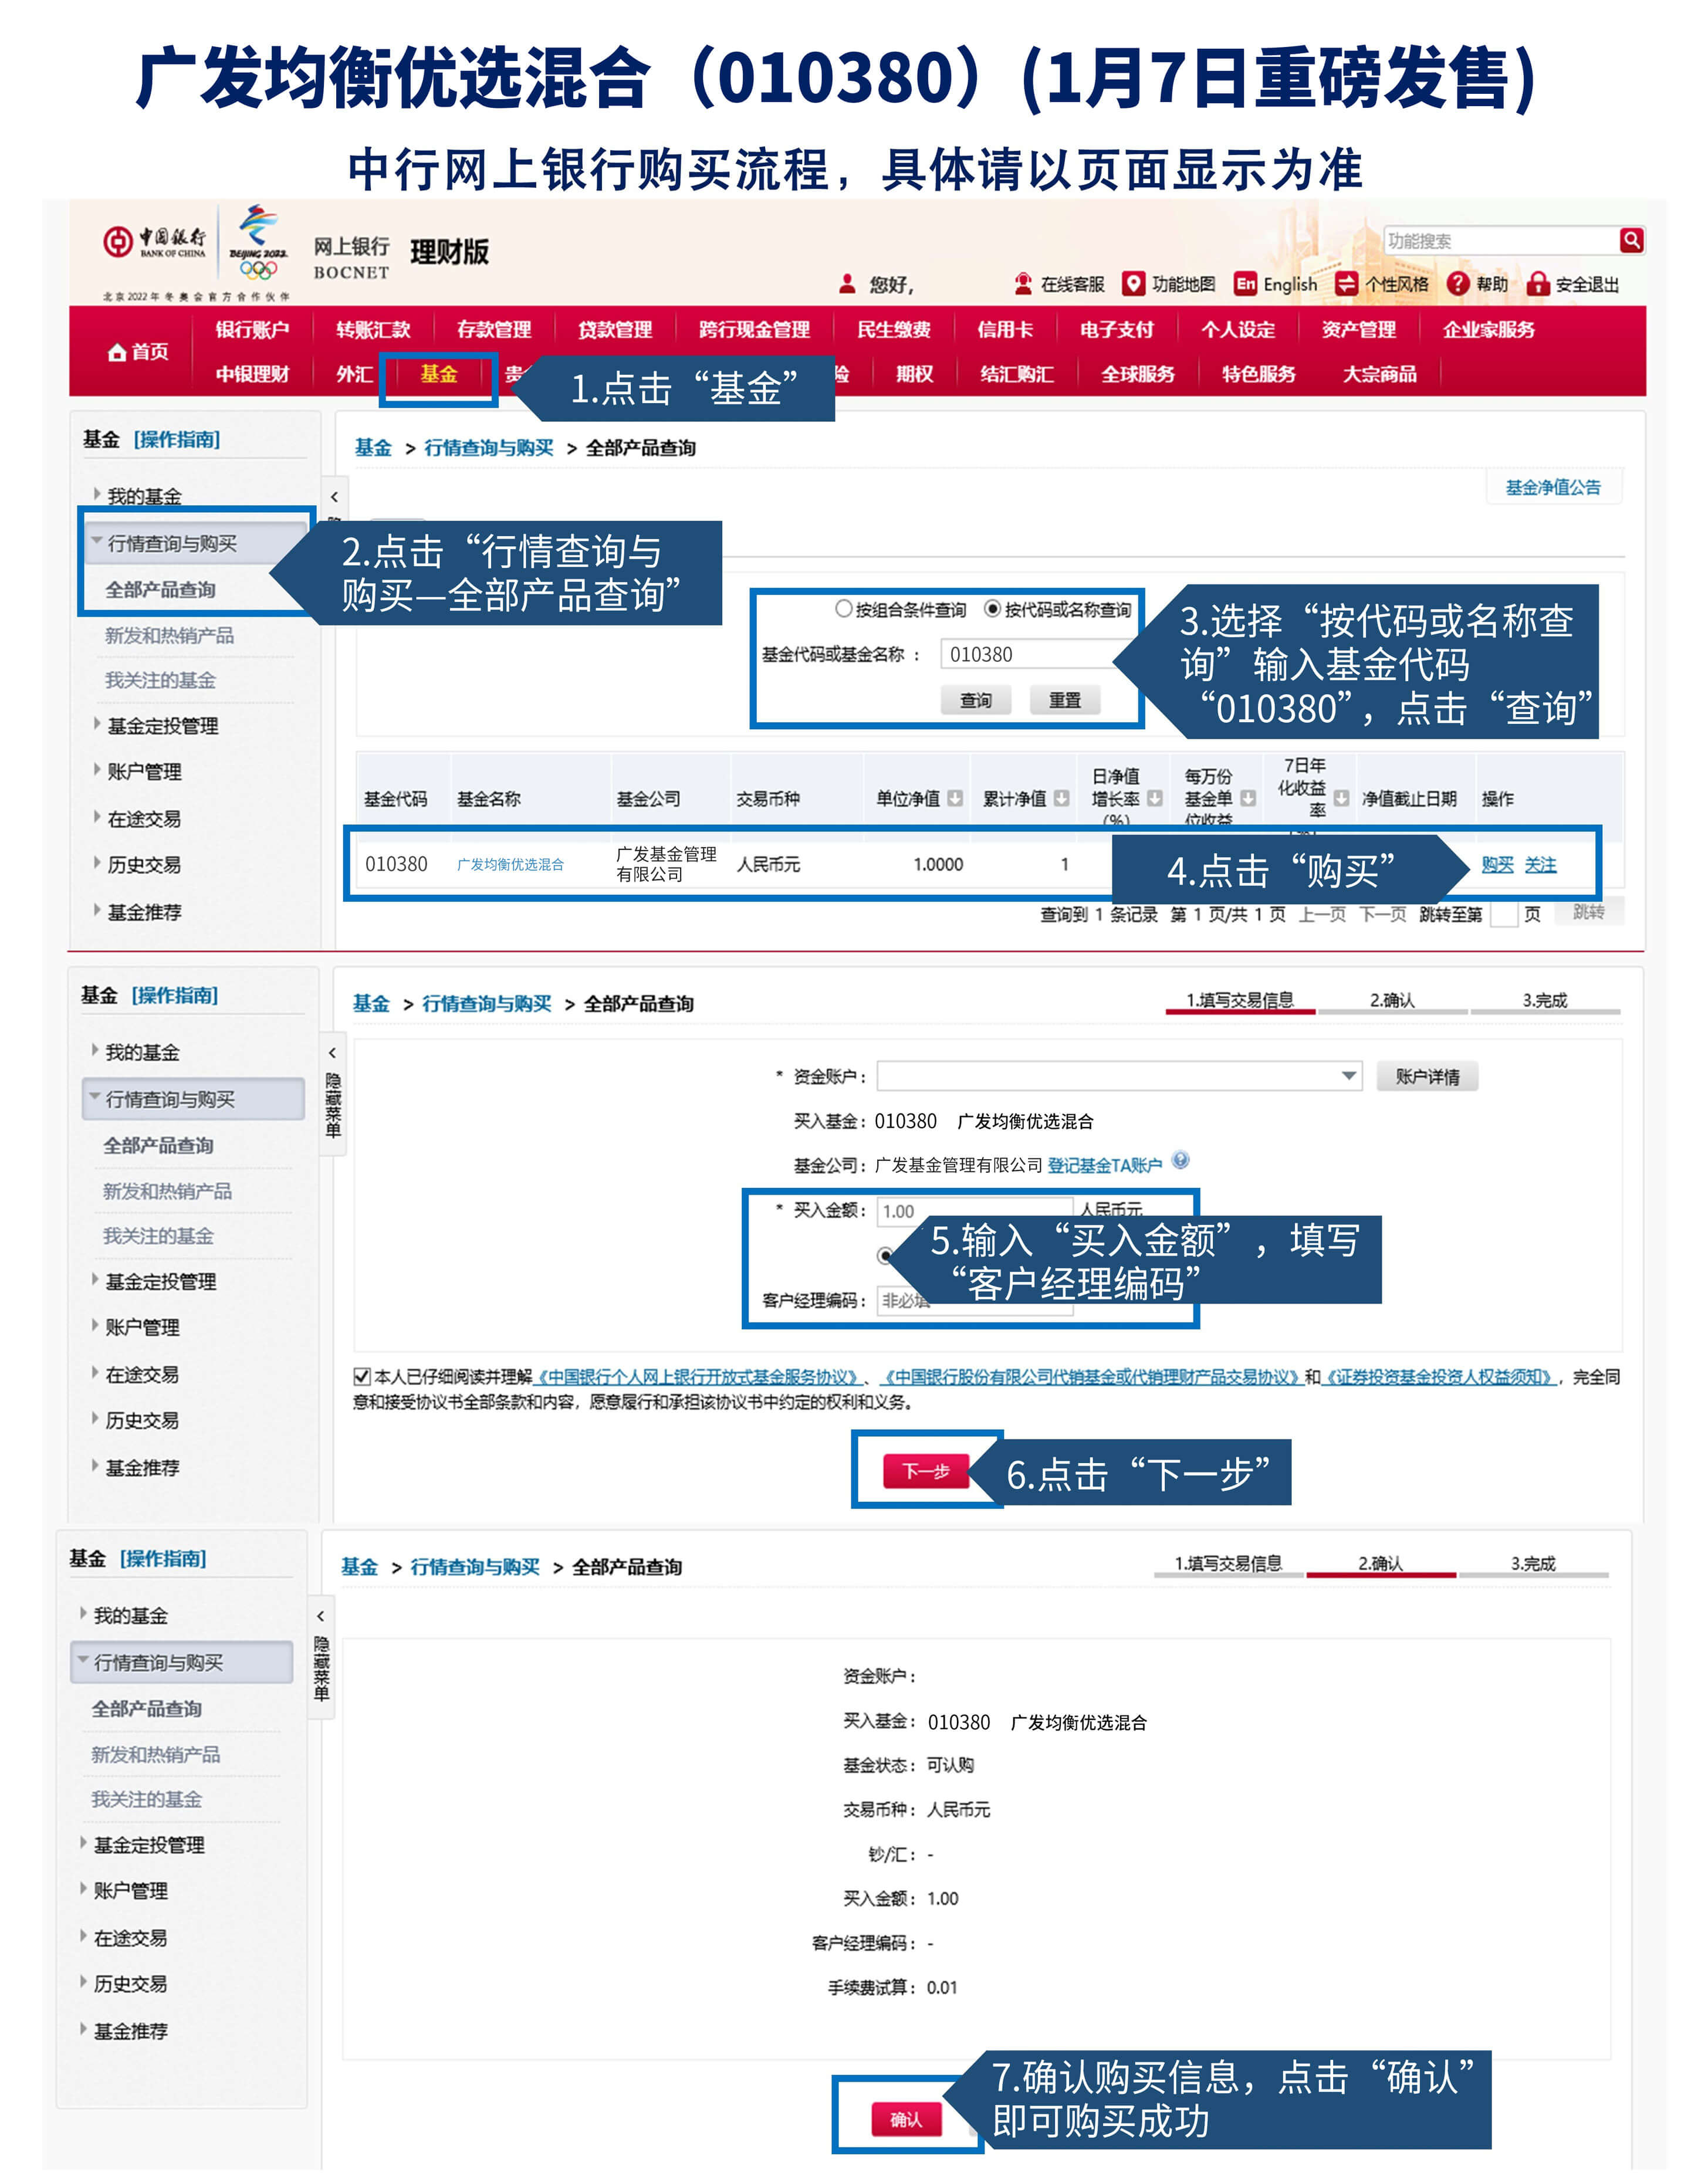 广发均衡优选混合（010380）(1月7日重磅发售)
中行网上银行购买流程，具体请以页面显示为准
中国银行
BANK OF CHINA
BEIJING 2022
北京2022年冬奥会官方合作伙伴
网上银行
BOCNET
理财版
功能搜索
您好,
在线客服
功能地图
En English
个性风格
帮助
安全退出
首页
银行账户 转账汇款 存款管理 贷款管理 跨行现金管理 民生缴费 信用卡 电子支付 个人设定 资产管理 企业家服务
中银理财 外汇 基金 期权 结汇购汇 全球服务 特色服务 大宗商品
1.点击“基金”
基金 [操作指南]
我的基金
行情查询与购买
全部产品查询
新发和热销产品
我关注的基金
基金定投管理
账户管理
在途交易
历史交易
基金推荐
基金 > 行情查询与购买 > 全部产品查询
基金净值公告
2.点击“行情查询与
购买—全部产品查询”
按组合条件查询 按代码或名称查询
基金代码或基金名称： 010380
查询 重置
3.选择“按代码或名称查
询”输入基金代码
“010380”，点击“查询”
基金代码 基金名称 基金公司 交易币种 单位净值 累计净值 日净值增长率(%) 每万份基金单位收益 7日年化收益率 净值截止日期 操作
010380 广发均衡优选混合 广发基金管理有限公司 人民币元 1.0000 1 购买 关注
4.点击“购买”
查询到 1 条记录 第 1 页/共 1 页 上一页 下一页 跳转至第 页 跳转
基金 [操作指南]
我的基金
行情查询与购买
全部产品查询
新发和热销产品
我关注的基金
基金定投管理
账户管理
在途交易
历史交易
基金推荐
隐藏菜单
基金 > 行情查询与购买 > 全部产品查询
1.填写交易信息 2.确认 3.完成
* 资金账户： 账户详情
买入基金：010380 广发均衡优选混合
基金公司：广发基金管理有限公司 登记基金TA账户
* 买入金额： 1.00 人民币元
5.输入“买入金额”，填写
“客户经理编码”
客户经理编码： 非必填
本人已仔细阅读并理解《中国银行个人网上银行开放式基金服务协议》、《中国银行股份有限公司代销基金或代销理财产品交易协议》和《证券投资基金投资人权益须知》，完全同
意和接受协议书全部条款和内容，愿意履行和承担该协议书中约定的权利和义务。
下一步
6.点击“下一步”
基金 [操作指南]
我的基金
行情查询与购买
全部产品查询
新发和热销产品
我关注的基金
基金定投管理
账户管理
在途交易
历史交易
基金推荐
隐藏菜单
基金 > 行情查询与购买 > 全部产品查询
1.填写交易信息 2.确认 3.完成
资金账户：
买入基金：010380 广发均衡优选混合
基金状态：可认购
交易币种：人民币元
钞/汇：-
买入金额：1.00
客户经理编码：-
手续费试算：0.01
确认
7.确认购买信息，点击“确认”
即可购买成功